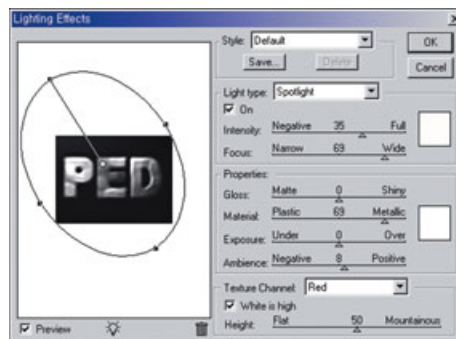 Lighting Effects
Style: Default
OK
Save...
Delete
Cancel
Light type: Spotlight
On
Intensity: Negative 35 Full
Focus: Narrow 69 Wide
PED
Properties:
Gloss: Matte 0 Shiny
Material: Plastic 69 Metallic
Exposure: Under 0 Over
Ambience: Negative 8 Positive
Texture Channel: Red
White is high
Height: Flat 50 Mountainous
Preview